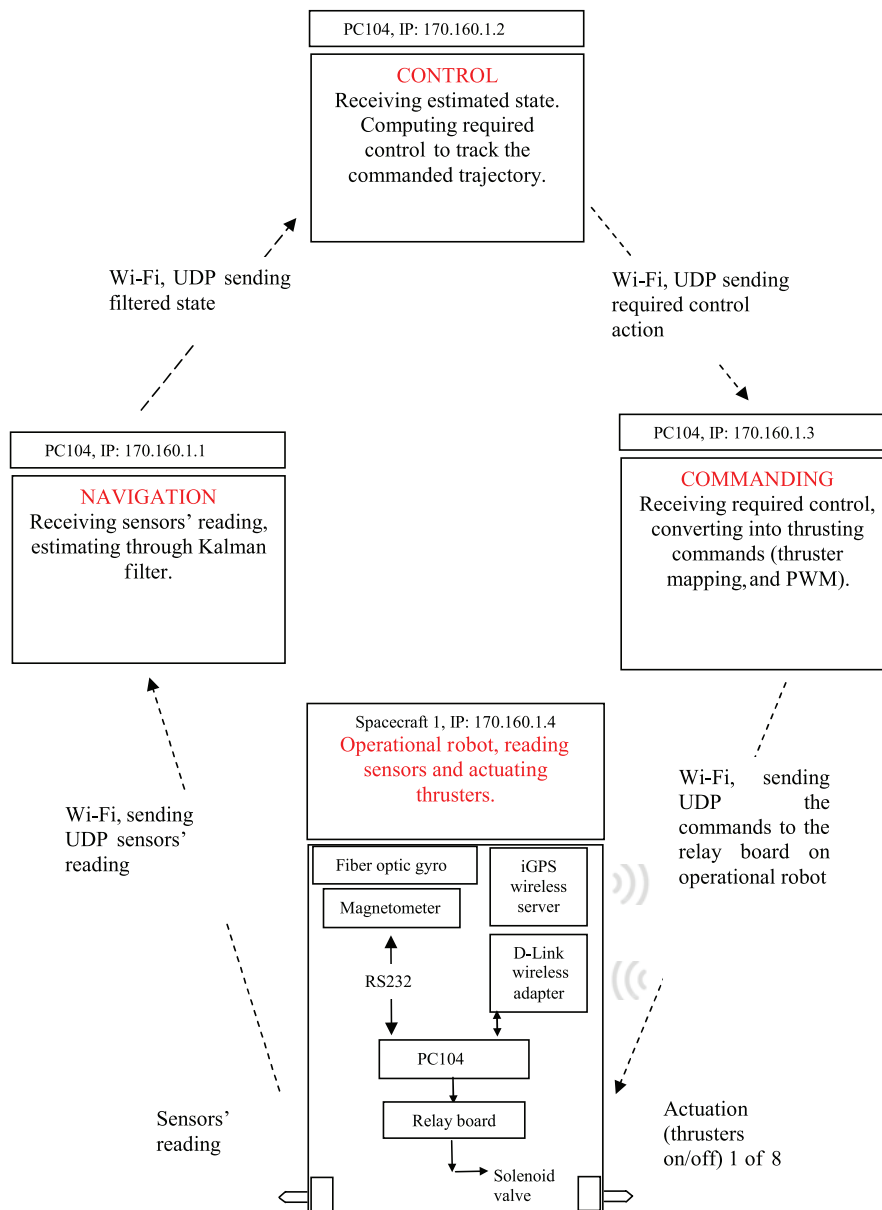 PC104, IP: 170.160.1.2
CONTROL
Receiving estimated state.
Computing required
control to track the
commanded trajectory.
Wi-Fi, UDP sending
filtered state
Wi-Fi, UDP sending
required control
action
PC104, IP: 170.160.1.1
NAVIGATION
Receiving sensors’ reading,
estimating through Kalman
filter.
PC104, IP: 170.160.1.3
COMMANDING
Receiving required control,
converting into thrusting
commands (thruster
mapping, and PWM).
Spacecraft 1, IP: 170.160.1.4
Operational robot, reading
sensors and actuating
thrusters.
Wi-Fi, sending
UDP sensors’
reading
Wi-Fi, sending
UDP the
commands to the
relay board on
operational robot
Fiber optic gyro
Magnetometer
iGPS
wireless
server
RS232
D-Link
wireless
adapter
PC104
Relay board
Solenoid
valve
Sensors’
reading
Actuation
(thrusters
on/off) 1 of 8